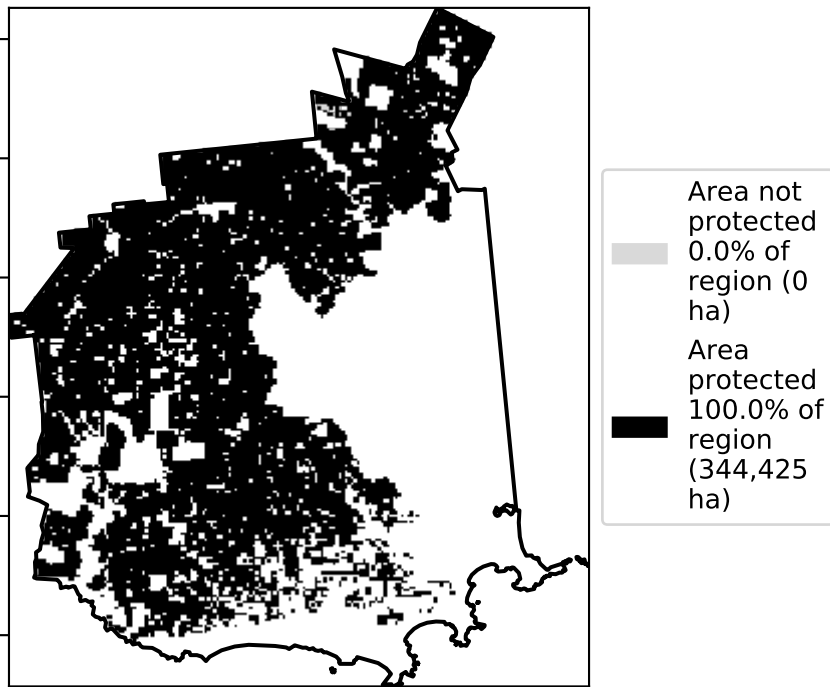 Area not
protected
0.0% of
region (0
ha)
Area
protected
100.0% of
region
(344,425
ha)